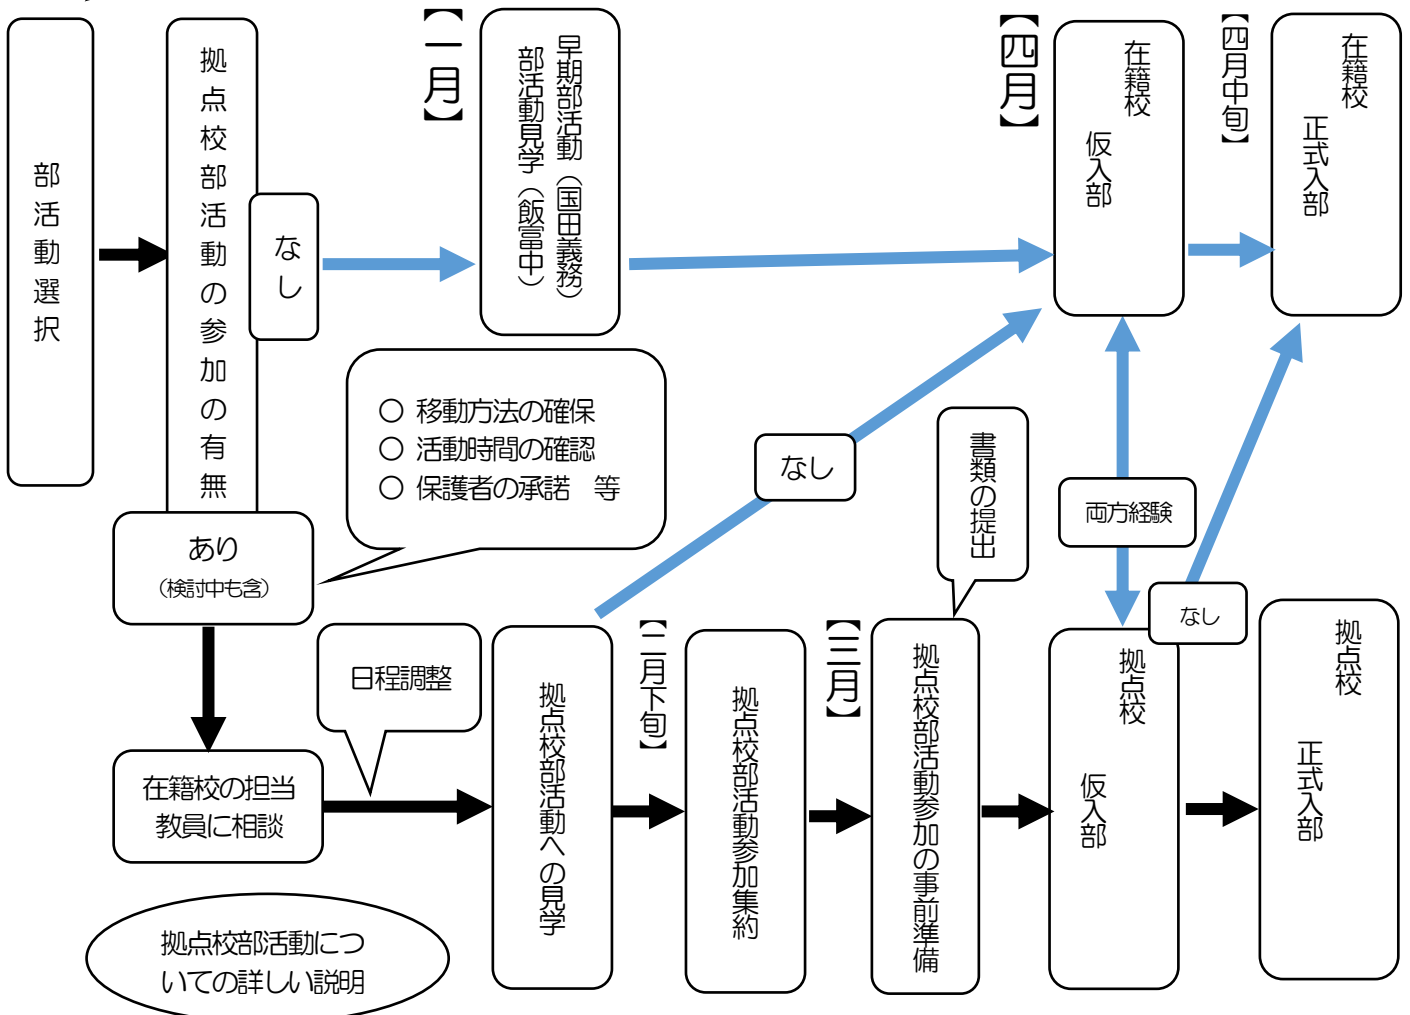 部活動選択
拠点校部活動の参加の有無
なし
【一月】
早期部活動（国田義務）
部活動見学（飯富中）
【四月】
在籍校
仮入部
【四月中旬】
在籍校
正式入部
○ 移動方法の確保
○ 活動時間の確認
○ 保護者の承諾　等
なし
書類の提出
両方経験
なし
あり
（検討中も含）
日程調整
在籍校の担当
教員に相談
拠点校部活動への見学
【二月下旬】
拠点校部活動参加集約
【三月】
拠点校部活動参加の事前準備
拠点校
仮入部
拠点校
正式入部
拠点校部活動につ
いての詳しい説明